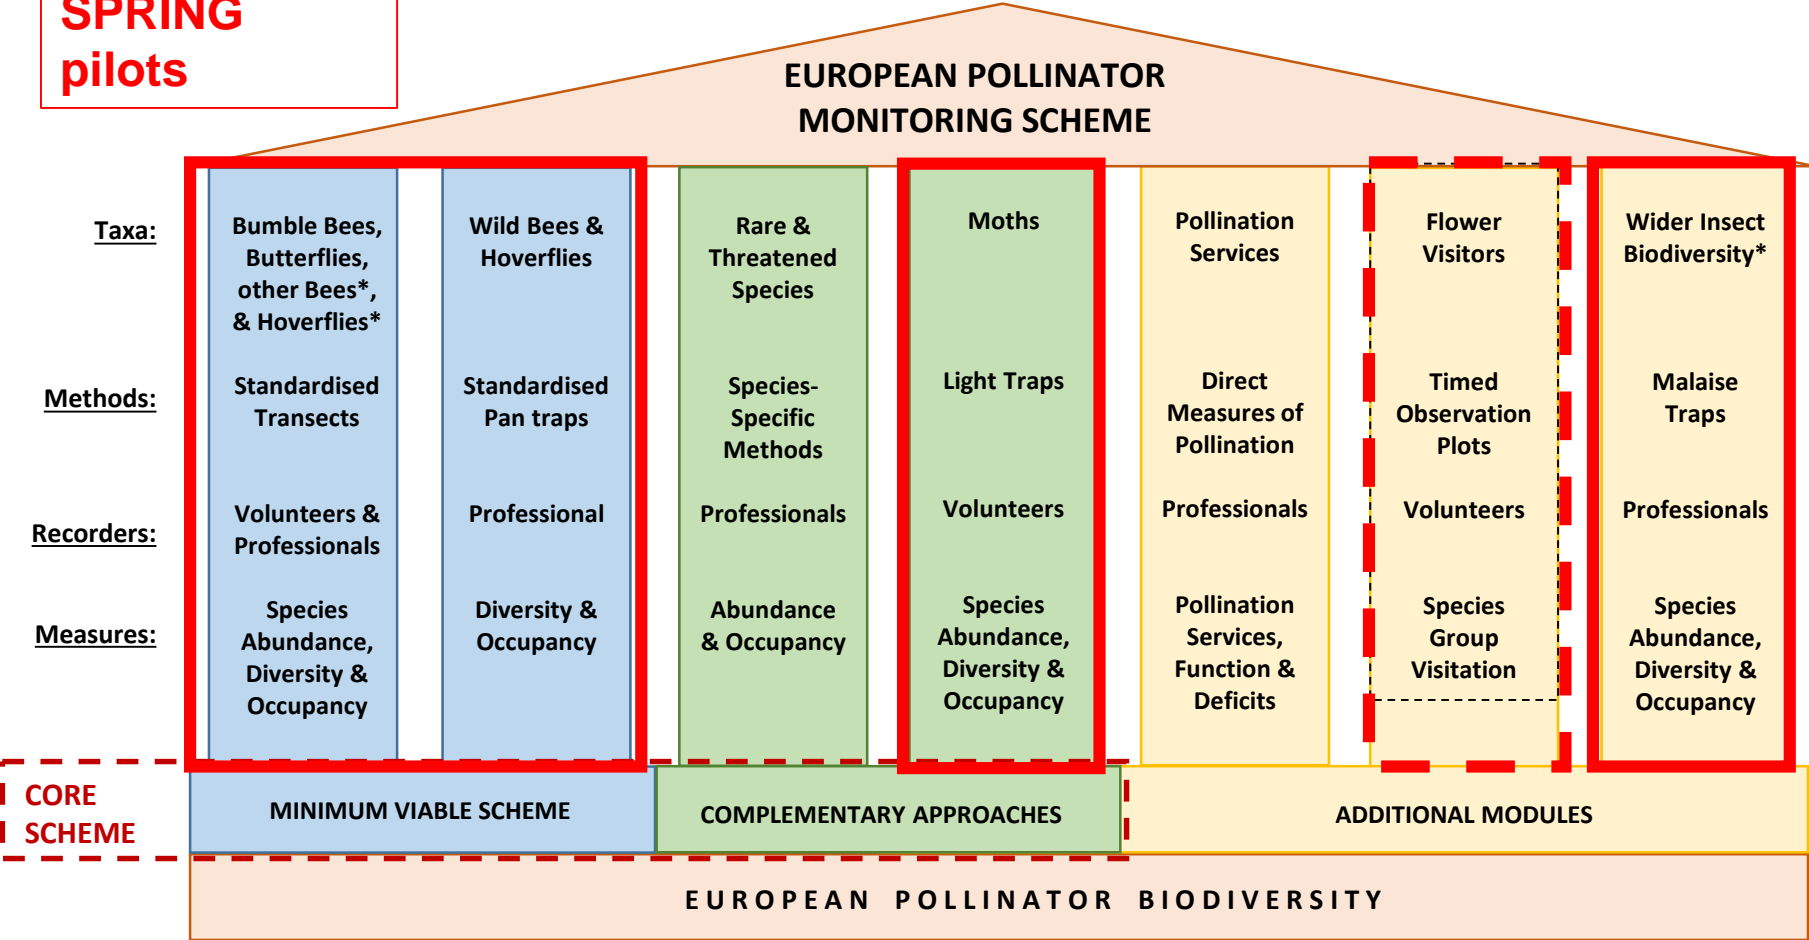 SPRING
pilots
EUROPEAN POLLINATOR
MONITORING SCHEME
Taxa:
Bumble Bees,
Butterflies,
other Bees*,
& Hoverflies*
Wild Bees &
Hoverflies
Rare &
Threatened
Species
Moths
Pollination
Services
Flower
Visitors
Wider Insect
Biodiversity*
Methods:
Standardised
Transects
Standardised
Pan traps
Species-
Specific
Methods
Light Traps
Direct
Measures of
Pollination
Timed
Observation
Plots
Malaise
Traps
Recorders:
Volunteers &
Professionals
Professional
Professionals
Volunteers
Professionals
Volunteers
Professionals
Measures:
Species
Abundance,
Diversity &
Occupancy
Diversity &
Occupancy
Abundance
& Occupancy
Species
Abundance,
Diversity &
Occupancy
Pollination
Services,
Function &
Deficits
Species
Group
Visitation
Species
Abundance,
Diversity &
Occupancy
CORE
SCHEME
MINIMUM VIABLE SCHEME
COMPLEMENTARY APPROACHES
ADDITIONAL MODULES
EUROPEAN POLLINATOR BIODIVERSITY